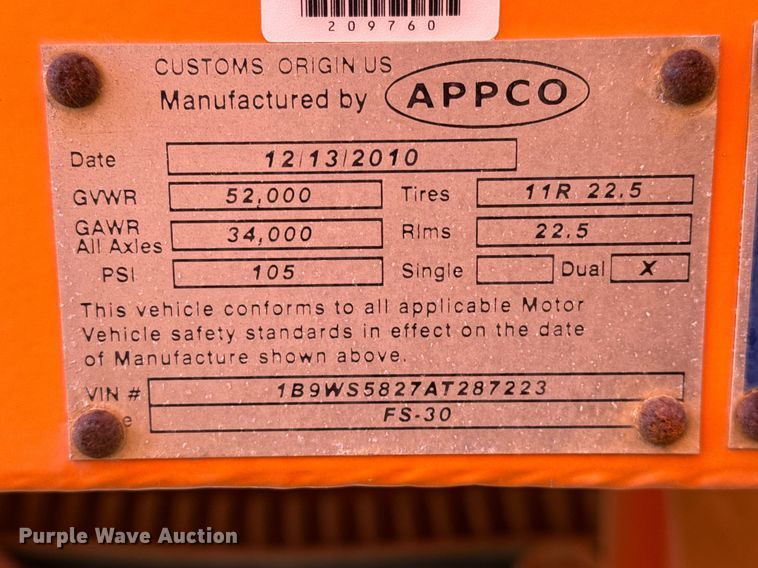 209760
CUSTOMS ORIGIN US
Manufactured by APPCO
Date 12/13/2010
GVWR 52,000 Tires 11R 22.5
GAWR All Axles 34,000 Rims 22.5
PSI 105 Single Dual X
This vehicle conforms to all applicable Motor
Vehicle safety standards in effect on the date
of Manufacture shown above.
VIN # 1B9WS5827AT287223
FS-30
Purple Wave Auction